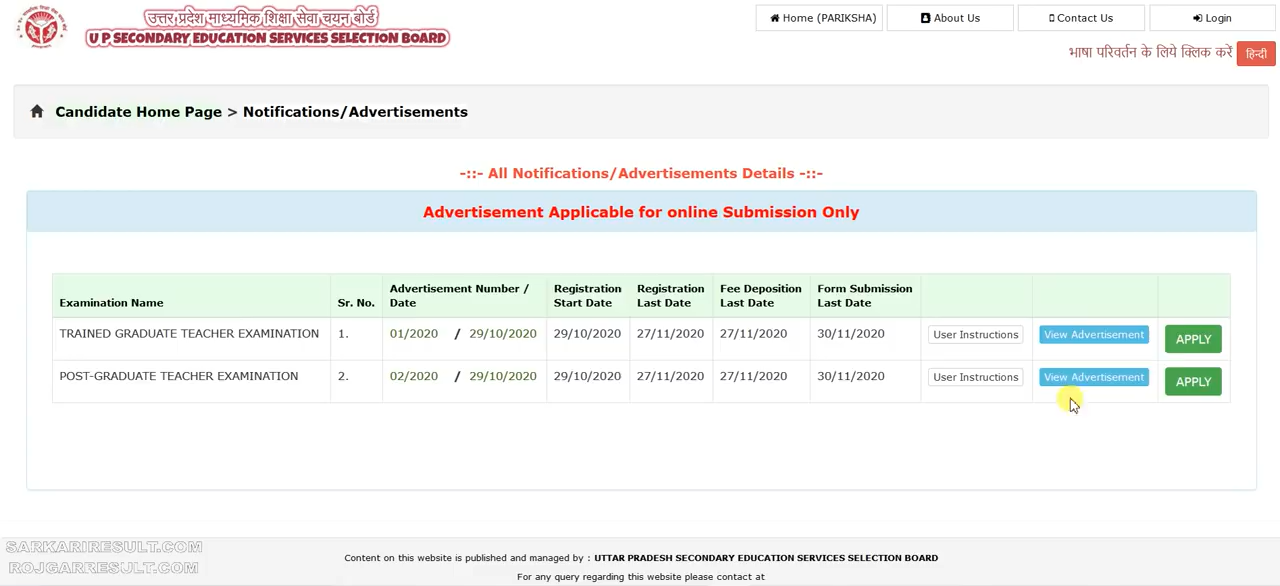 उत्तर प्रदेश माध्यमिक शिक्षा सेवा चयन बोर्ड
U P SECONDARY EDUCATION SERVICES SELECTION BOARD
Home (PARIKSHA) About Us Contact Us Login
भाषा परिवर्तन के लिये क्लिक करें हिन्दी
Candidate Home Page > Notifications/Advertisements
-::- All Notifications/Advertisements Details -::-
Advertisement Applicable for online Submission Only
Examination Name Sr. No. Advertisement Number / Date Registration Start Date Registration Last Date Fee Deposition Last Date Form Submission Last Date
TRAINED GRADUATE TEACHER EXAMINATION 1. 01/2020 / 29/10/2020 29/10/2020 27/11/2020 27/11/2020 30/11/2020 User Instructions View Advertisement APPLY
POST-GRADUATE TEACHER EXAMINATION 2. 02/2020 / 29/10/2020 29/10/2020 27/11/2020 27/11/2020 30/11/2020 User Instructions View Advertisement APPLY
SARKARIRESULT.COM
ROJGARRESULT.COM
Content on this website is published and managed by : UTTAR PRADESH SECONDARY EDUCATION SERVICES SELECTION BOARD
For any query regarding this website please contact at